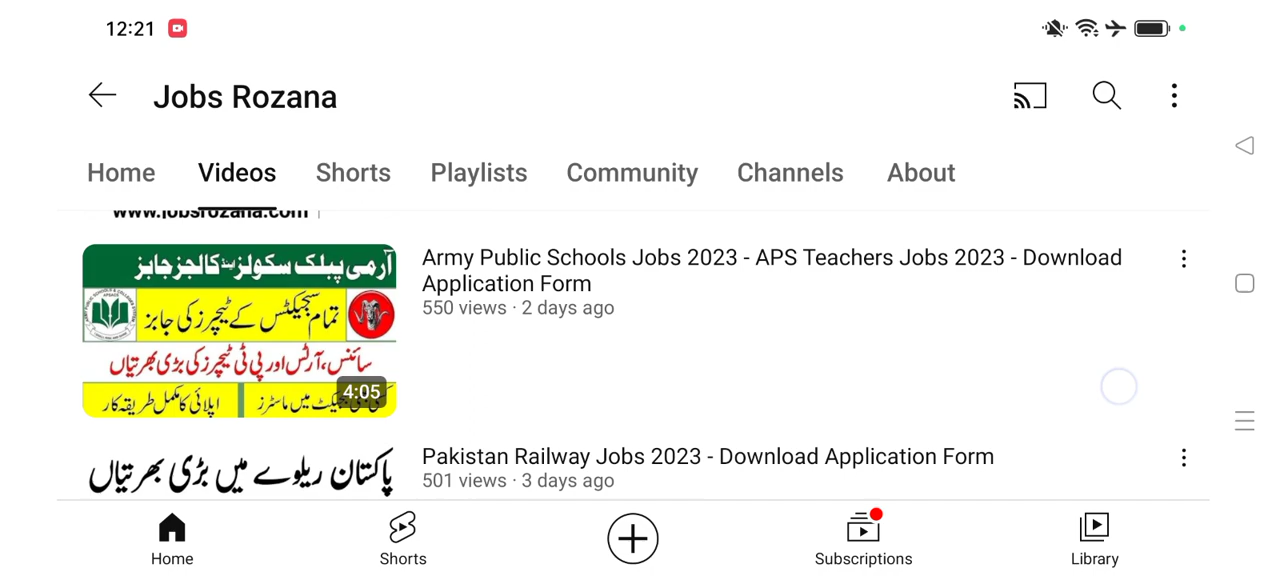 12:21
Jobs Rozana
Home Videos Shorts Playlists Community Channels About
www.jobsrozana.com
آرمی پبلک سکولز اینڈ کالجز جابز
تمام سبجیکٹس کے ٹیچرز کی جابز
سائنس، آرٹس اور پی ٹی ٹیچرز کی بڑی بھرتیاں
اپلائی کا مکمل طریقہ کار
جیکٹ میں ماسٹرز
4:05
Army Public Schools Jobs 2023 - APS Teachers Jobs 2023 - Download
Application Form
550 views · 2 days ago
پاکستان ریلوے میں بڑی بھرتیاں
Pakistan Railway Jobs 2023 - Download Application Form
501 views · 3 days ago
Home Shorts Subscriptions Library